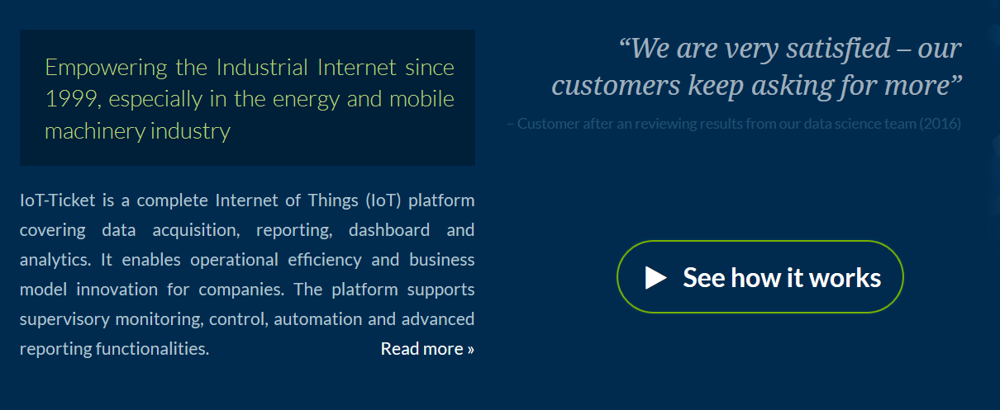 Empowering the Industrial Internet since
1999, especially in the energy and mobile
machinery industry
IoT-Ticket is a complete Internet of Things (IoT) platform
covering data acquisition, reporting, dashboard and
analytics. It enables operational efficiency and business
model innovation for companies. The platform supports
supervisory monitoring, control, automation and advanced
reporting functionalities. Read more »
“We are very satisfied – our
customers keep asking for more”
– Customer after an reviewing results from our data science team (2016)
See how it works